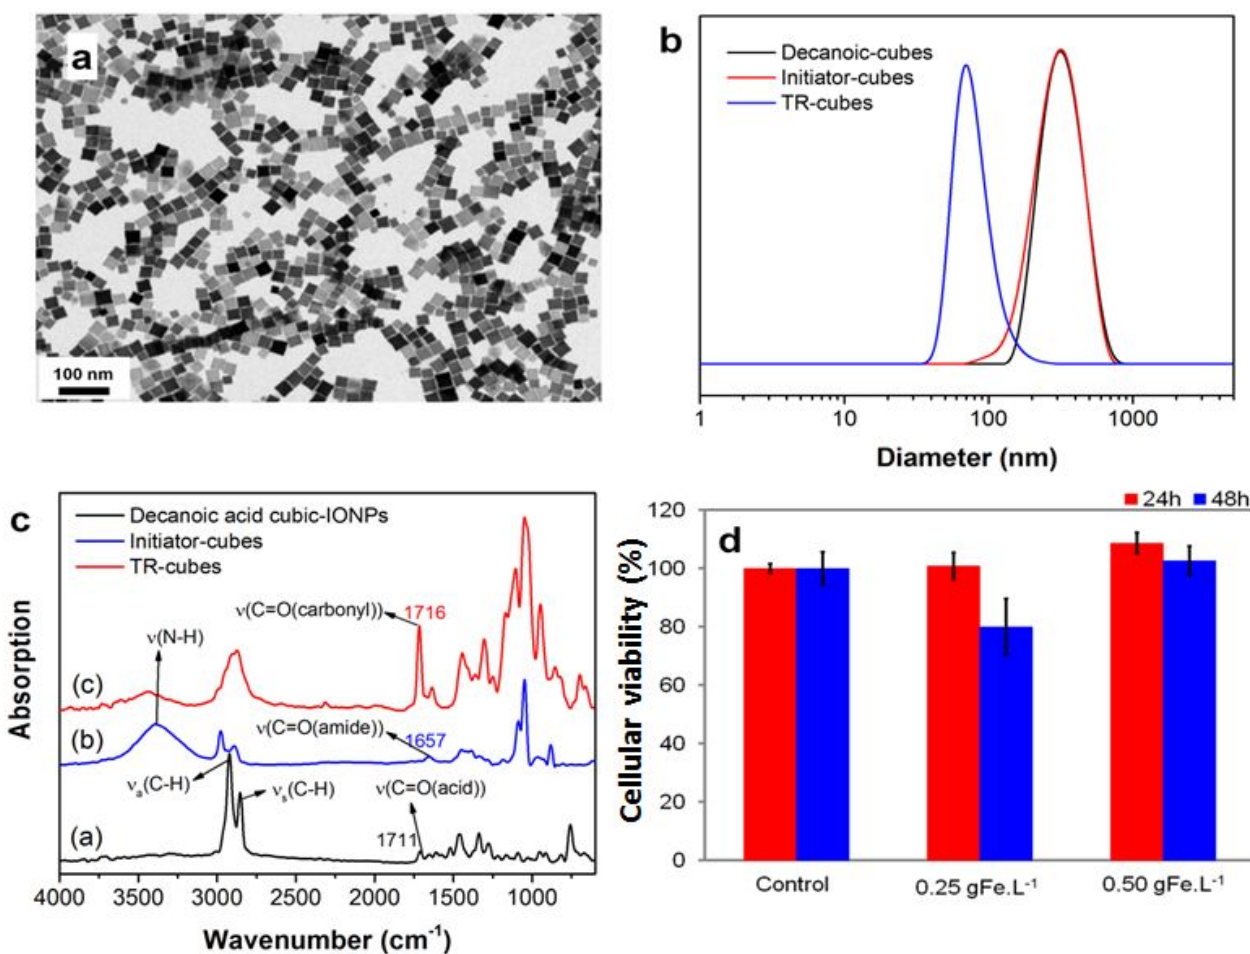 a
100 nm
b
Decanoic-cubes
Initiator-cubes
TR-cubes
1 10 100 1000
Diameter (nm)
c
Decanoic acid cubic-IONPs
Initiator-cubes
TR-cubes
ν(C=O(carbonyl))
1716
ν(N-H)
(c)
ν(C=O(amide))
(b)
1657
νa(C-H)
νs(C-H)
ν(C=O(acid))
(a)
1711
Absorption
4000 3500 3000 2500 2000 1500 1000
Wavenumber (cm⁻¹)
24h 48h
d
120
100
80
60
40
20
0
Cellular viability (%)
Control 0.25 gFe.L⁻¹ 0.50 gFe.L⁻¹